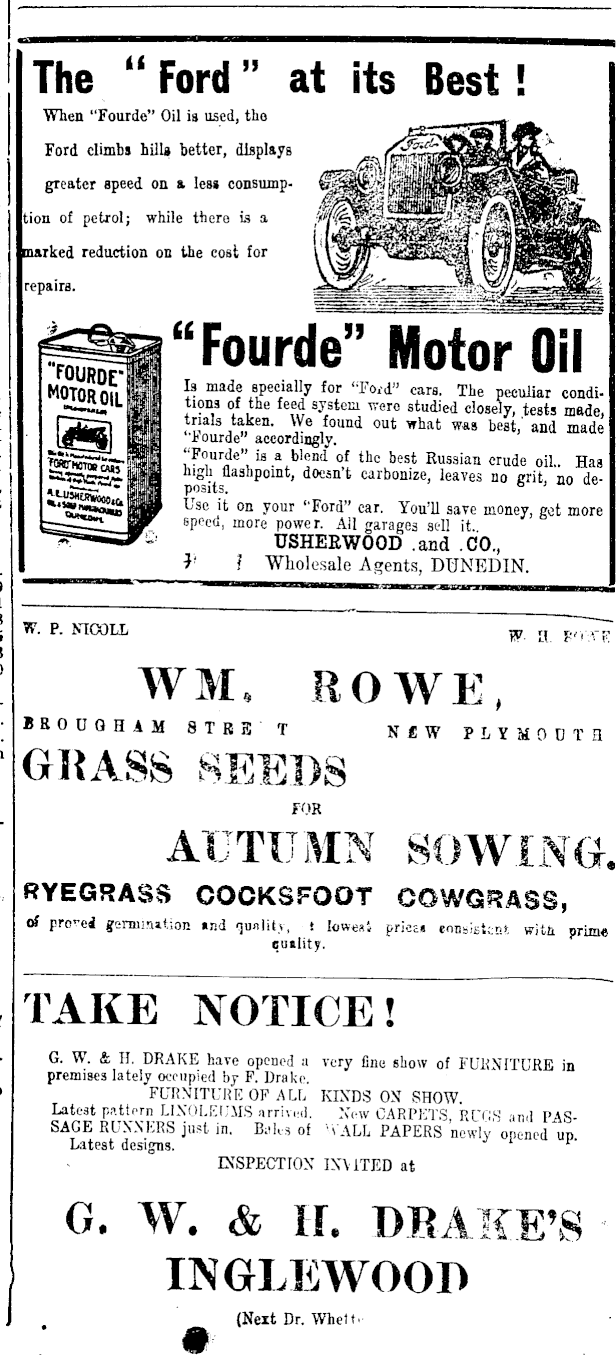 The "Ford" at its Best!
When "Fourde" Oil is used, the
Ford climbs hills better, displays
greater speed on a less consump-
tion of petrol; while there is a
marked reduction on the cost for
repairs.
Ford
"Fourde" Motor Oil
"FOURDE"
MOTOR OIL
FORD MOTOR CARS
A.L. USHERWOOD & Co.
DUNEDIN.
Is made specially for "Ford" cars. The peculiar condi-
tions of the feed system were studied closely, tests made,
trials taken. We found out what was best, and made
"Fourde" accordingly.
"Fourde" is a blend of the best Russian crude oil.. Has
high flashpoint, doesn't carbonize, leaves no grit, no de-
posits.
Use it on your "Ford" car. You'll save money, get more
speed, more power. All garages sell it.
USHERWOOD .and .CO.,
Wholesale Agents, DUNEDIN.
W. P. NICOLL
W. H.
WM. ROWE,
BROUGHAM STRE T NEW PLYMOUTH
GRASS SEEDS
FOR
AUTUMN SOWING.
RYEGRASS COCKSFOOT COWGRASS,
of proved germination and quality, t lowest prices consistent with prime
quality.
TAKE NOTICE!
G. W. & H. DRAKE have opened a very fine show of FURNITURE in
premises lately occupied by F. Drake.
FURNITURE OF ALL KINDS ON SHOW.
Latest pattern LINOLEUMS arrived. New CARPETS, RUGS and PAS-
SAGE RUNNERS just in. Bales of WALL PAPERS newly opened up.
Latest designs.
INSPECTION INVITED at
G. W. & H. DRAKE'S
INGLEWOOD
(Next Dr. Whett